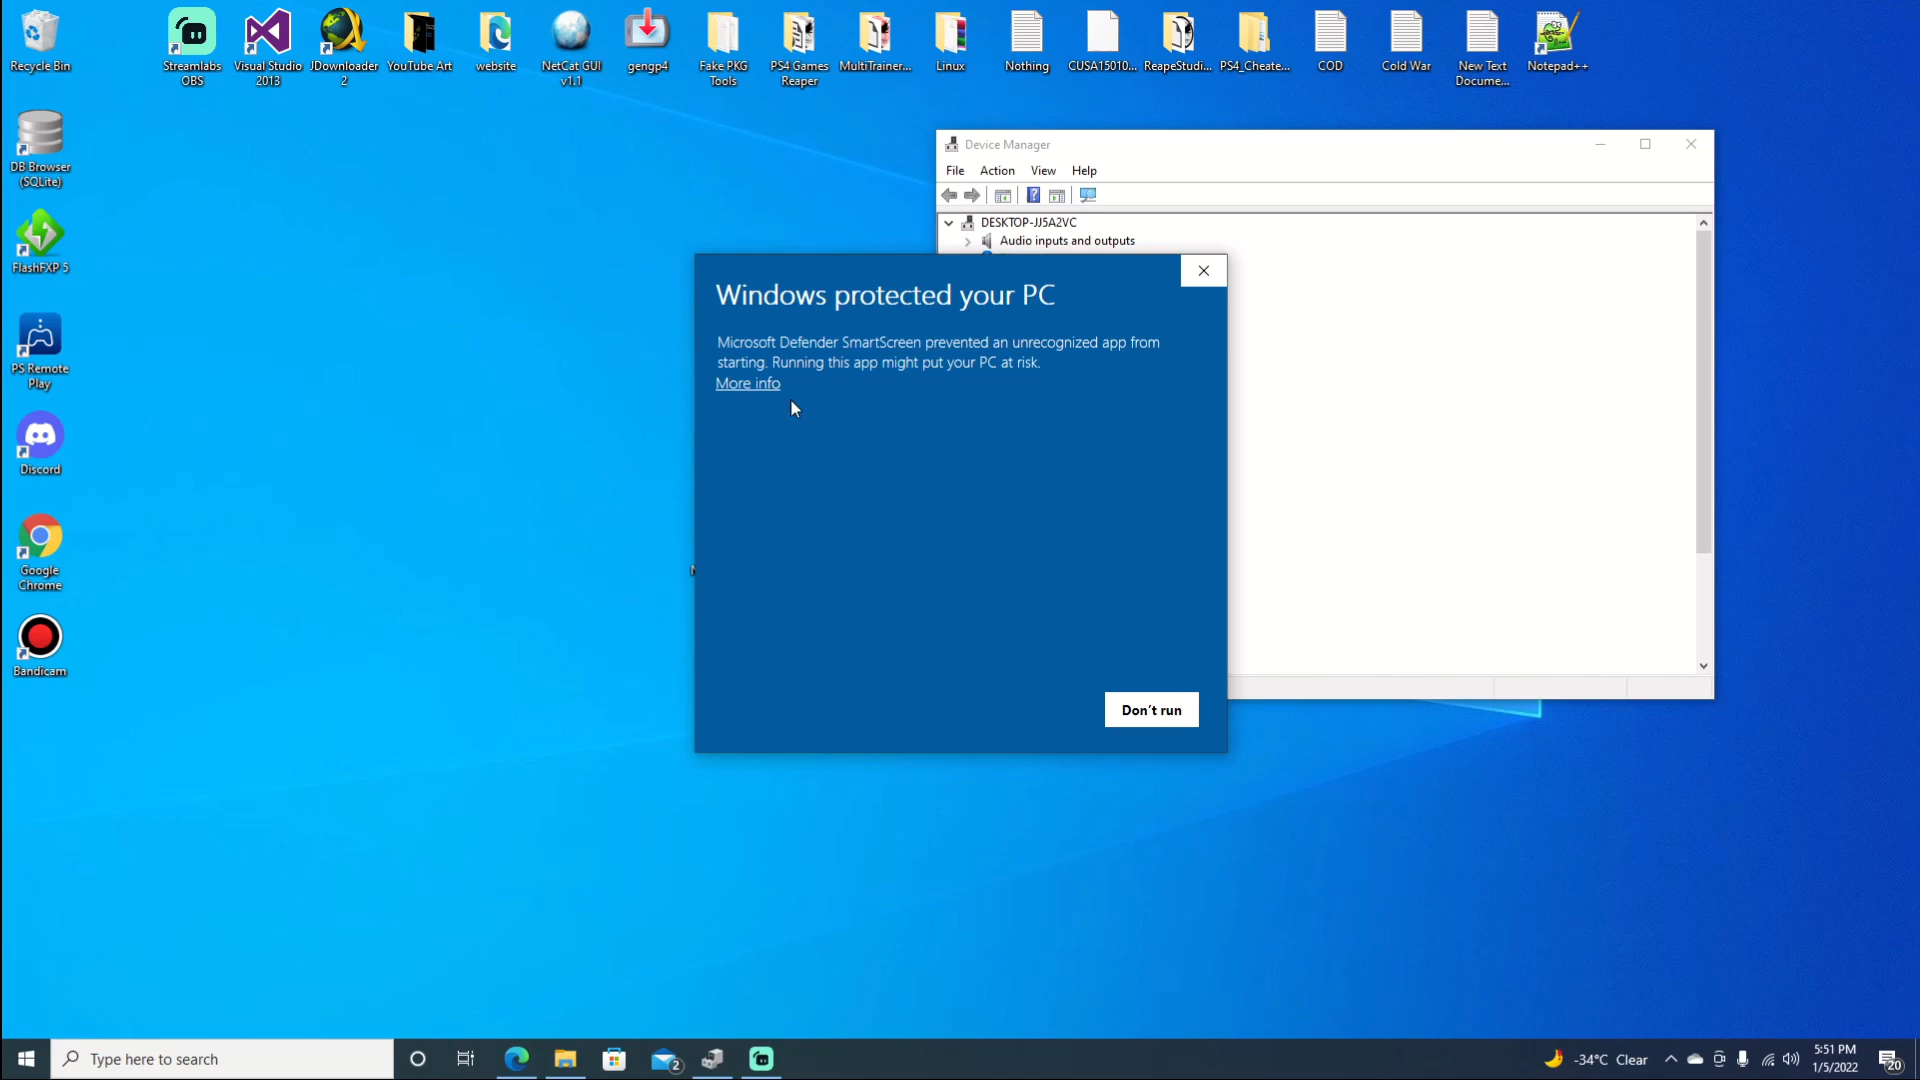 Recycle Bin
Streamlabs
OBS
Visual Studio
2013
JDownloader
2
YouTube Art
website
NetCat GUI
v1.1
gengp4
Fake PKG
Tools
PS4 Games
Reaper
MultiTrainer...
Linux
Nothing
CUSA15010...
ReapeStudi...
PS4_Cheate...
COD
Cold War
New Text
Docume...
Notepad++
DB Browser
(SQLite)
FlashFXP 5
PS Remote
Play
Discord
Google
Chrome
Bandicam
Device Manager
File Action View Help
DESKTOP-JJ5A2VC
Audio inputs and outputs
Windows protected your PC
Microsoft Defender SmartScreen prevented an unrecognized app from
starting. Running this app might put your PC at risk.
More info
Don't run
Type here to search
2
-34°C Clear
5:51 PM
1/5/2022
20